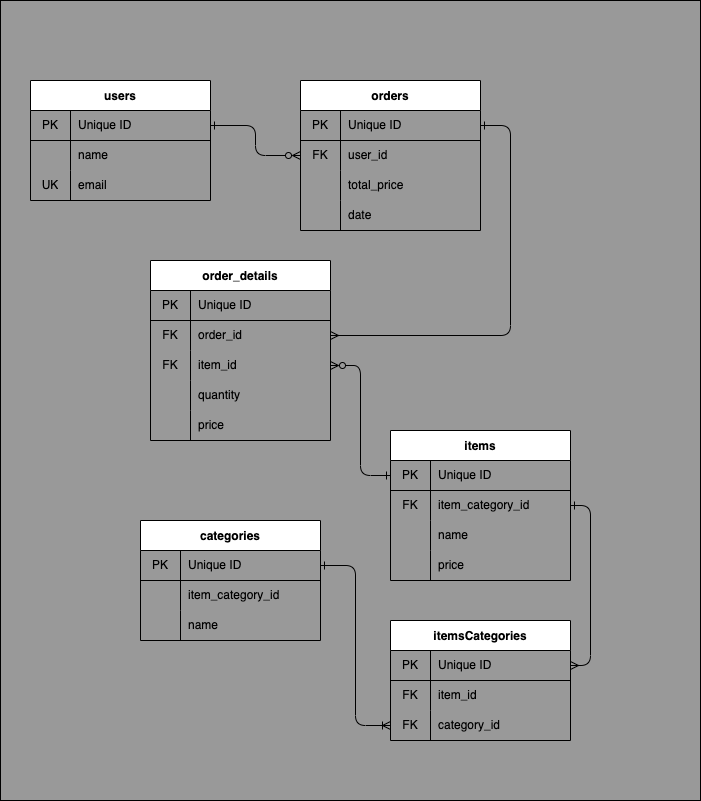 users
PK Unique ID
name
UK email
orders
PK Unique ID
FK user_id
total_price
date
order_details
PK Unique ID
FK order_id
FK item_id
quantity
price
items
PK Unique ID
FK item_category_id
name
price
categories
PK Unique ID
item_category_id
name
itemsCategories
PK Unique ID
FK item_id
FK category_id